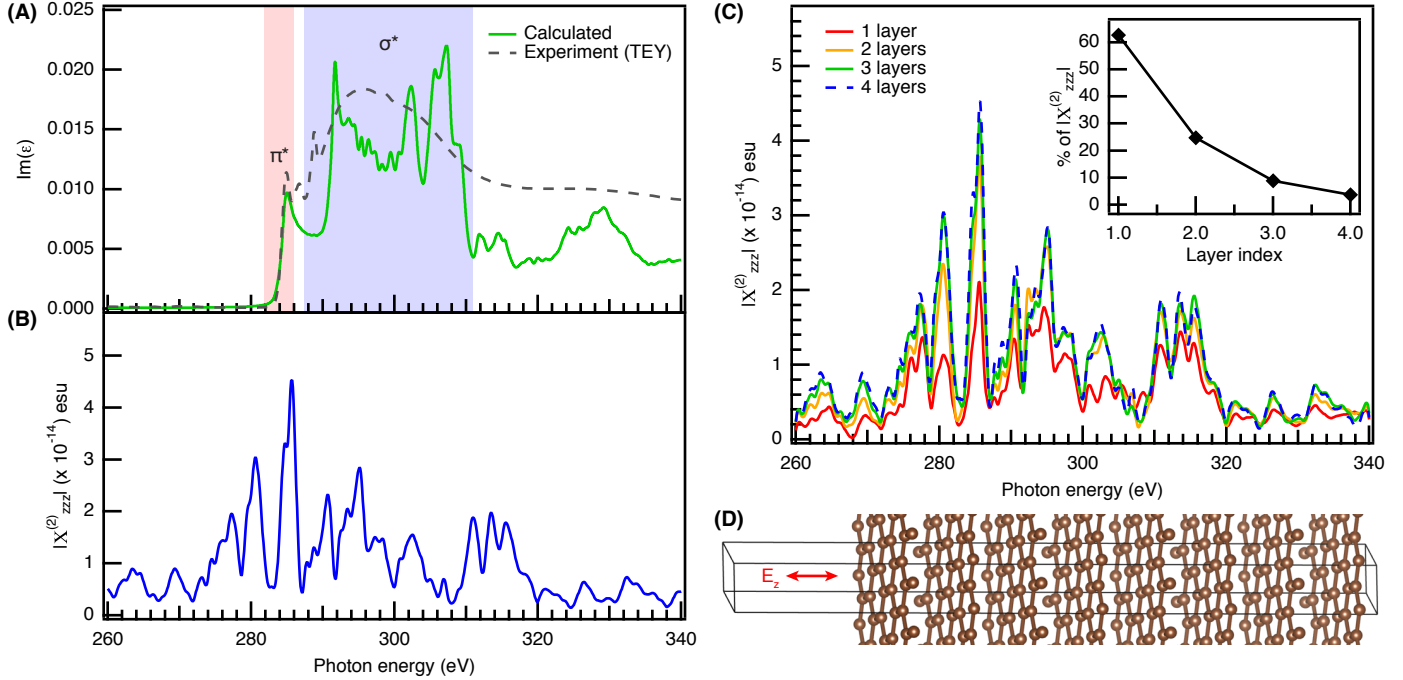 (A)
0.025
0.020
0.015
0.010
0.005
0.000
Im(ε)
π*
σ*
Calculated
Experiment (TEY)
(B)
5
4
3
2
1
0
|X⁽²⁾zzz| (x 10⁻¹⁴) esu
260
280
300
320
340
Photon energy (eV)
(C)
1 layer
2 layers
3 layers
4 layers
5
4
3
2
1
0
|X⁽²⁾zzz| (x 10⁻¹⁴) esu
260
280
300
320
340
Photon energy (eV)
60
50
40
30
20
10
0
% of |X⁽²⁾zzz|
1.0
2.0
3.0
4.0
Layer index
(D)
Ez